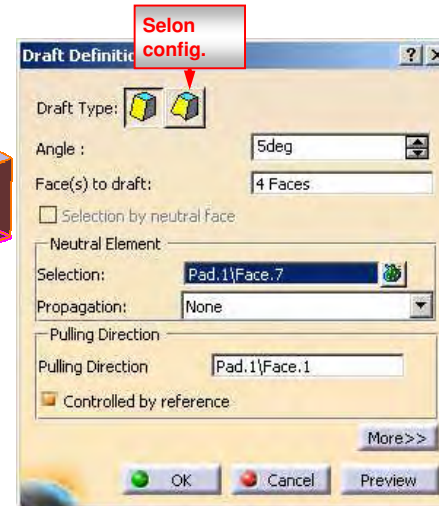 Selon
config.
Draft Definitio
Draft Type:
Angle : 5deg
Face(s) to draft: 4 Faces
Selection by neutral face
Neutral Element
Selection: Pad.1\Face.7
Propagation: None
Pulling Direction
Pulling Direction Pad.1\Face.1
Controlled by reference
More>>
OK Cancel Preview